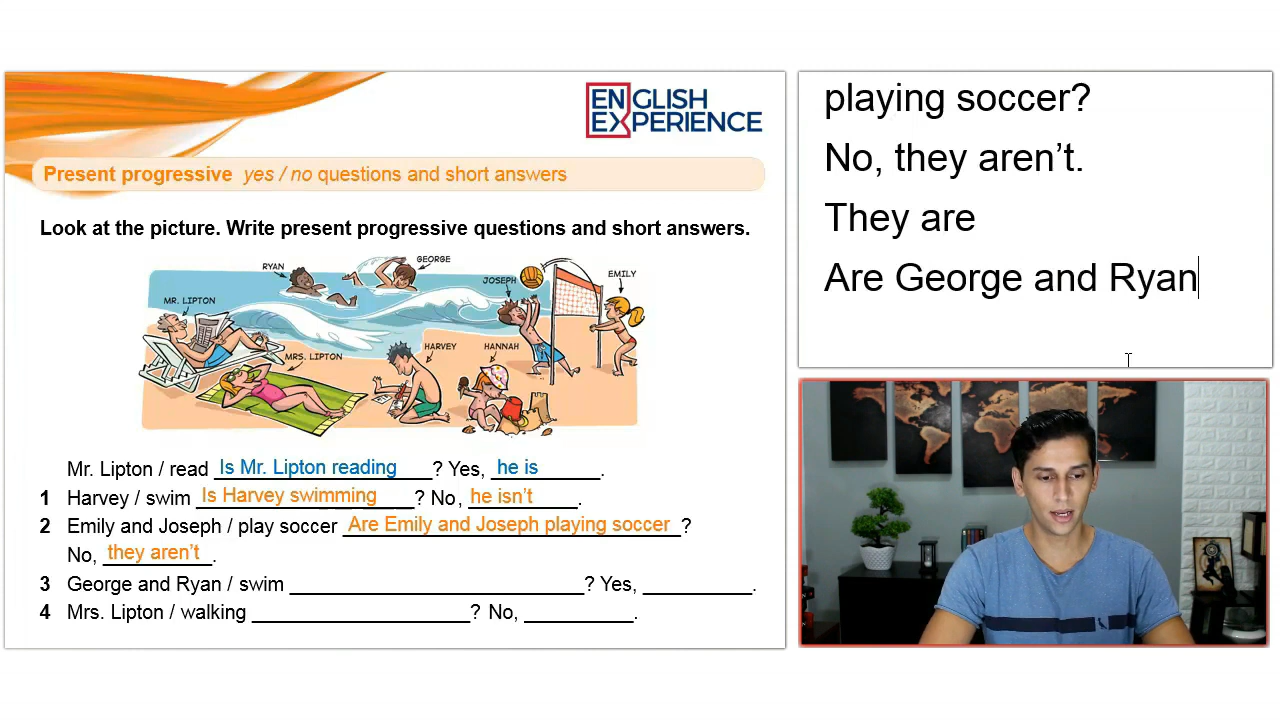 ENGLISH
EXPERIENCE
Present progressive yes / no questions and short answers
Look at the picture. Write present progressive questions and short answers.
RYAN
GEORGE
JOSEPH
EMILY
MR. LIPTON
MRS. LIPTON
HARVEY
HANNAH
Mr. Lipton / read Is Mr. Lipton reading ? Yes, he is .
1 Harvey / swim Is Harvey swimming ? No, he isn't .
2 Emily and Joseph / play soccer Are Emily and Joseph playing soccer ?
No, they aren't .
3 George and Ryan / swim ____ ? Yes, ____ .
4 Mrs. Lipton / walking ____ ? No, ____ .
playing soccer?
No, they aren’t.
They are
Are George and Ryan